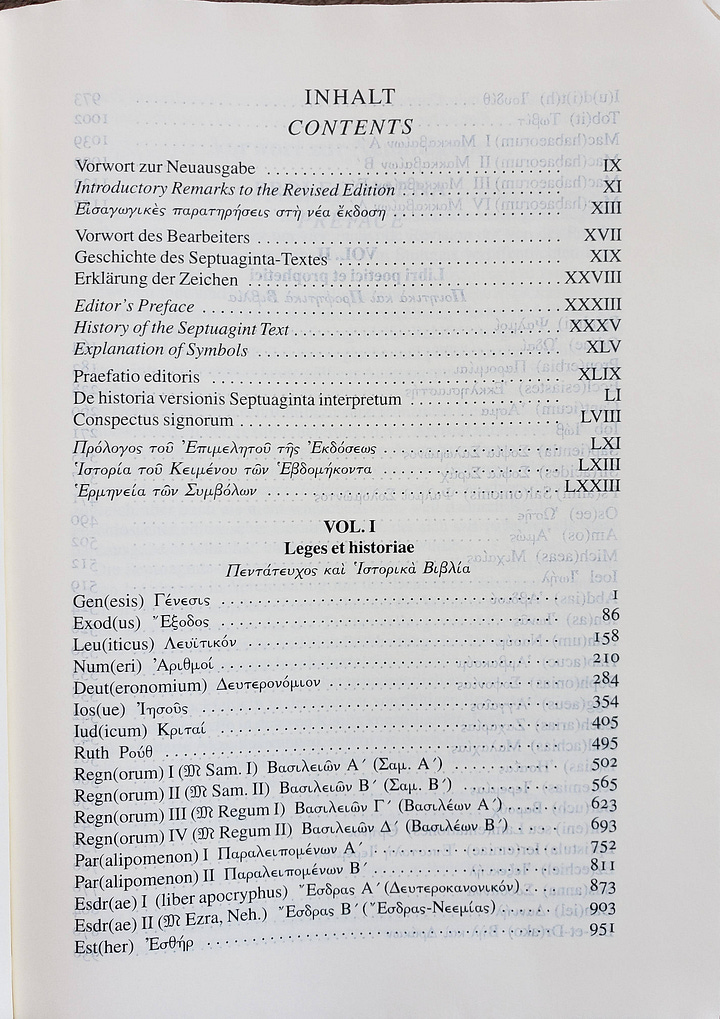 INHALT
CONTENTS
Vorwort zur Neuausgabe . . . . . . . . . . IX
Introductory Remarks to the Revised Edition . . . . . . . . . . XI
Εἰσαγωγικὲς παρατηρήσεις στὴ νέα ἔκδοση . . . . . . . . . . XIII
Vorwort des Bearbeiters . . . . . . . . . . XVII
Geschichte des Septuaginta-Textes . . . . . . . . . . XIX
Erklärung der Zeichen . . . . . . . . . . XXVIII
Editor's Preface . . . . . . . . . . XXXIII
History of the Septuagint Text . . . . . . . . . . XXXV
Explanation of Symbols . . . . . . . . . . XLV
Praefatio editoris . . . . . . . . . . XLIX
De historia versionis Septuaginta interpretum . . . . . . . . . . LI
Conspectus signorum . . . . . . . . . . LVIII
Πρόλογος τοῦ Ἐπιμελητοῦ τῆς Ἐκδόσεως . . . . . . . . . . LXI
Ἱστορία τοῦ Κειμένου τῶν Ἑβδομήκοντα . . . . . . . . . . LXIII
Ἑρμηνεία τῶν Συμβόλων . . . . . . . . . . LXXIII
VOL. I
Leges et historiae
Πεντάτευχος καὶ Ἱστορικὰ Βιβλία
Gen(esis) Γένεσις . . . . . . . . . . 1
Exod(us) Ἔξοδος . . . . . . . . . . 86
Leu(iticus) Λευϊτικόν . . . . . . . . . . 158
Num(eri) Ἀριθμοί . . . . . . . . . . 210
Deut(eronomium) Δευτερονόμιον . . . . . . . . . . 284
Ios(ue) Ἰησοῦς . . . . . . . . . . 354
Iud(icum) Κριταί . . . . . . . . . . 405
Ruth Ρούθ . . . . . . . . . . 495
Regn(orum) I (𝔐 Sam. I) Βασιλειῶν Α´ (Σαμ. Α´) . . . . . . . . . . 502
Regn(orum) II (𝔐 Sam. II) Βασιλειῶν Β´ (Σαμ. Β´) . . . . . . . . . . 565
Regn(orum) III (𝔐 Regum I) Βασιλειῶν Γ´ (Βασιλέων Α´) . . . . . 623
Regn(orum) IV (𝔐 Regum II) Βασιλειῶν Δ´ (Βασιλέων Β´) . . . . 693
Par(alipomenon) I Παραλειπομένων Α´ . . . . . . . . . . 752
Par(alipomenon) II Παραλειπομένων Β´ . . . . . . . . . . 811
Esdr(ae) I (liber apocryphus) Ἔσδρας Α´ (Δευτεροκανονικόν) . . . . 873
Esdr(ae) II (𝔐 Ezra, Neh.) Ἔσδρας Β´ (Ἔσδρας-Νεεμίας) . . . . . . 903
Est(her) Ἐσθήρ . . . . . . . . . . 951